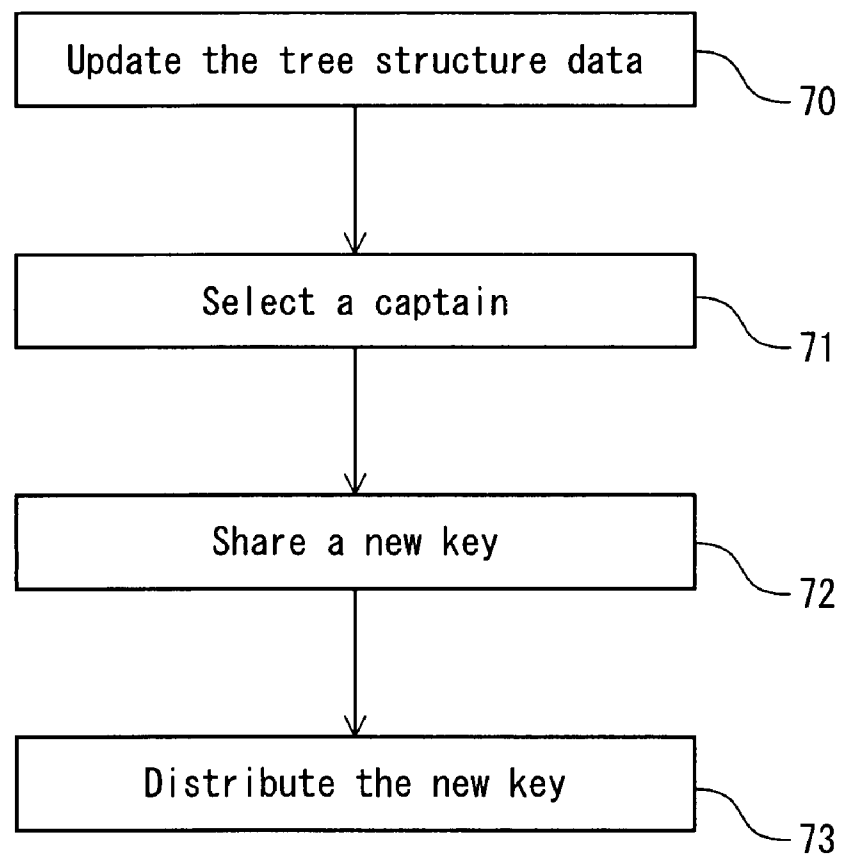 Update the tree structure data
70
Select a captain
71
Share a new key
72
Distribute the new key
73